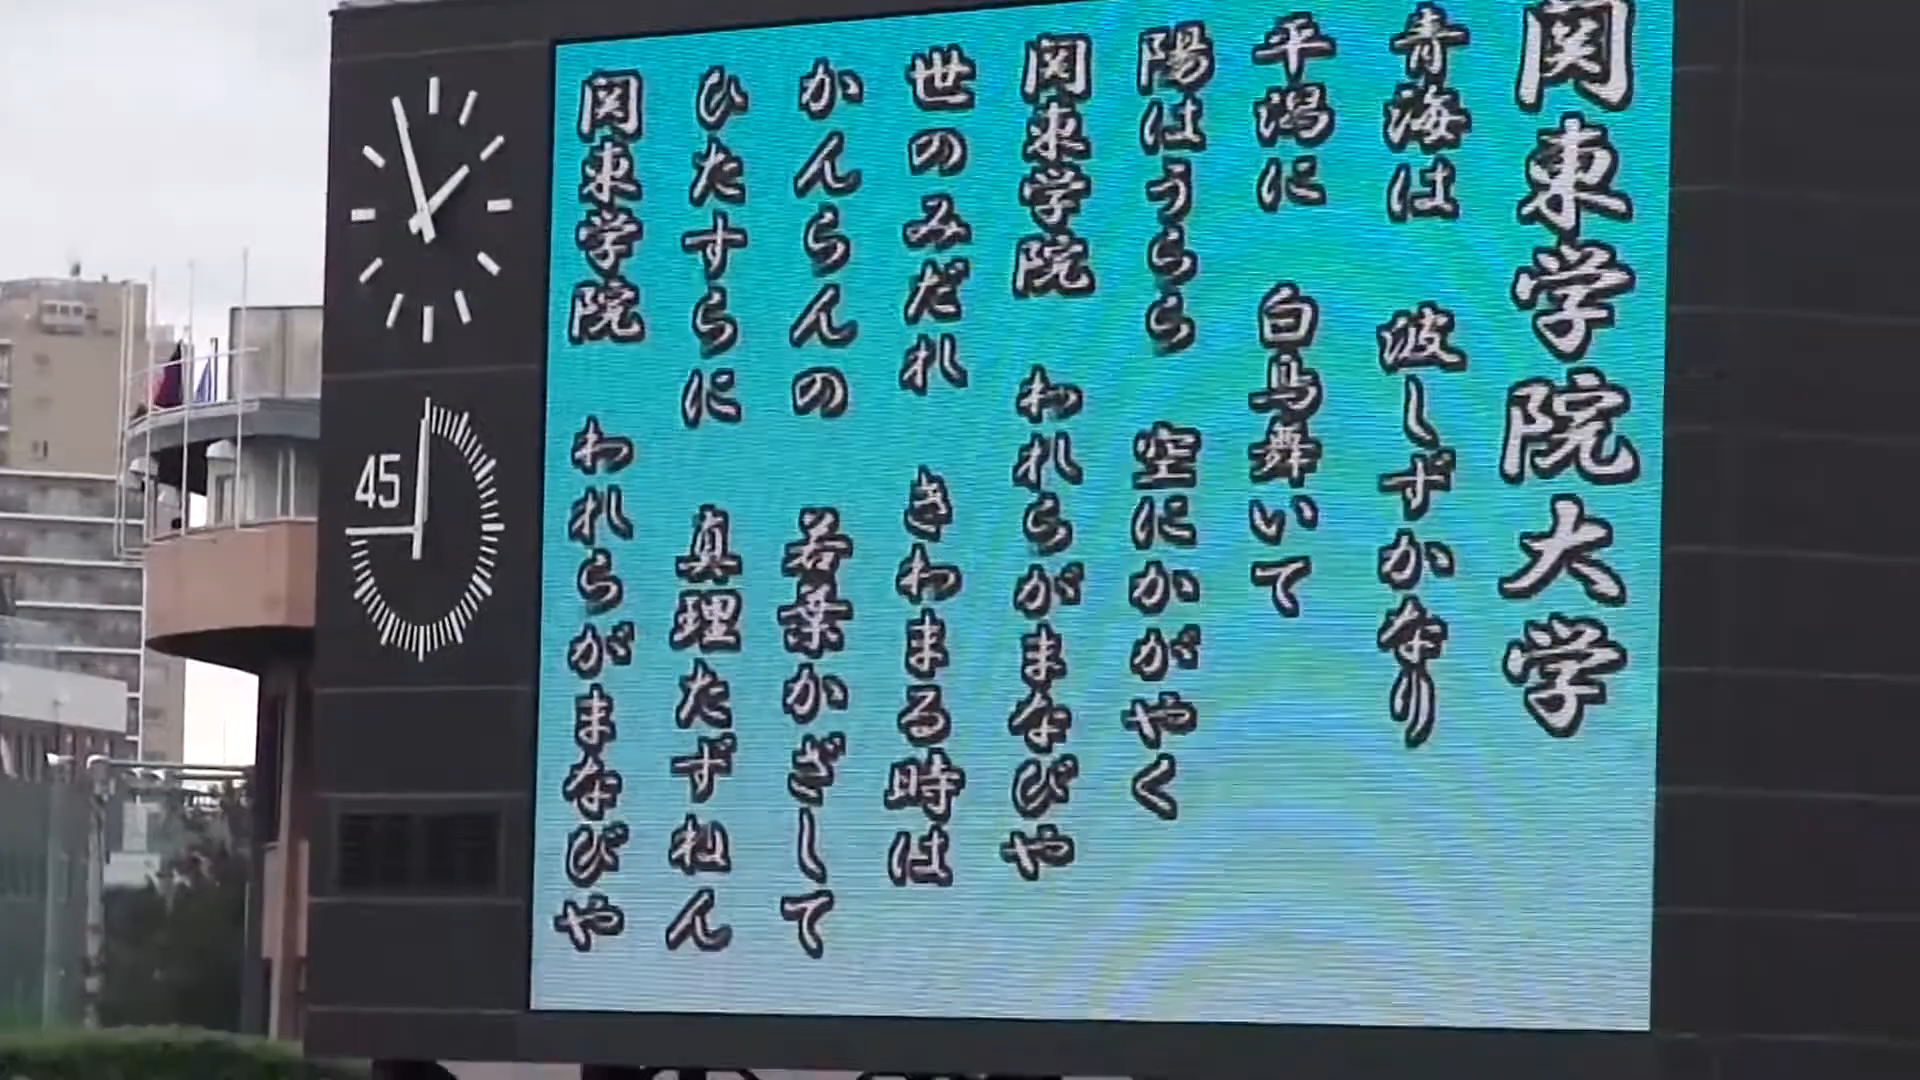 関東学院大学
青海は 波しずかなり
平潟に 白鳥舞いて
陽はうらら 空にかがやく
関東学院 われらがまなびや
世のみだれ きわまる時は
かんらんの 若葉かざして
ひたすらに 真理たずねん
関東学院 われらがまなびや
45